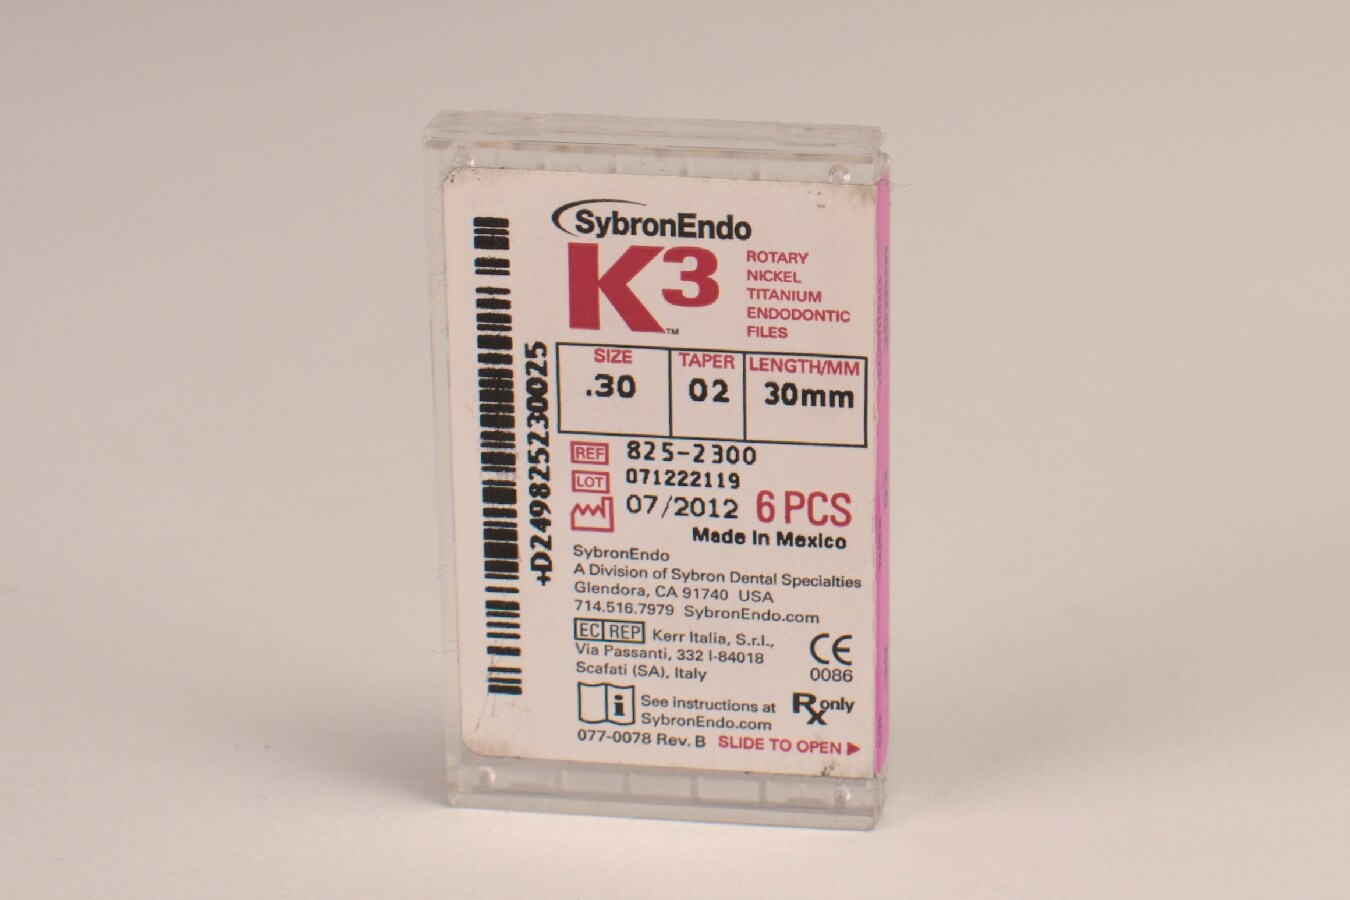 SybronEndo
K3™
ROTARY
NICKEL
TITANIUM
ENDODONTIC
FILES
SIZE TAPER LENGTH/MM
.30 02 30mm
REF 825-2300
LOT 071222119
07/2012 6 PCS
Made in Mexico
SybronEndo
A Division of Sybron Dental Specialties
Glendora, CA 91740 USA
714.516.7979 SybronEndo.com
EC REP Kerr Italia, S.r.l.,
Via Passanti, 332 I-84018
Scafati (SA), Italy
CE
0086
See instructions at
SybronEndo.com
Rx only
077-0078 Rev. B SLIDE TO OPEN
+D2498252230025